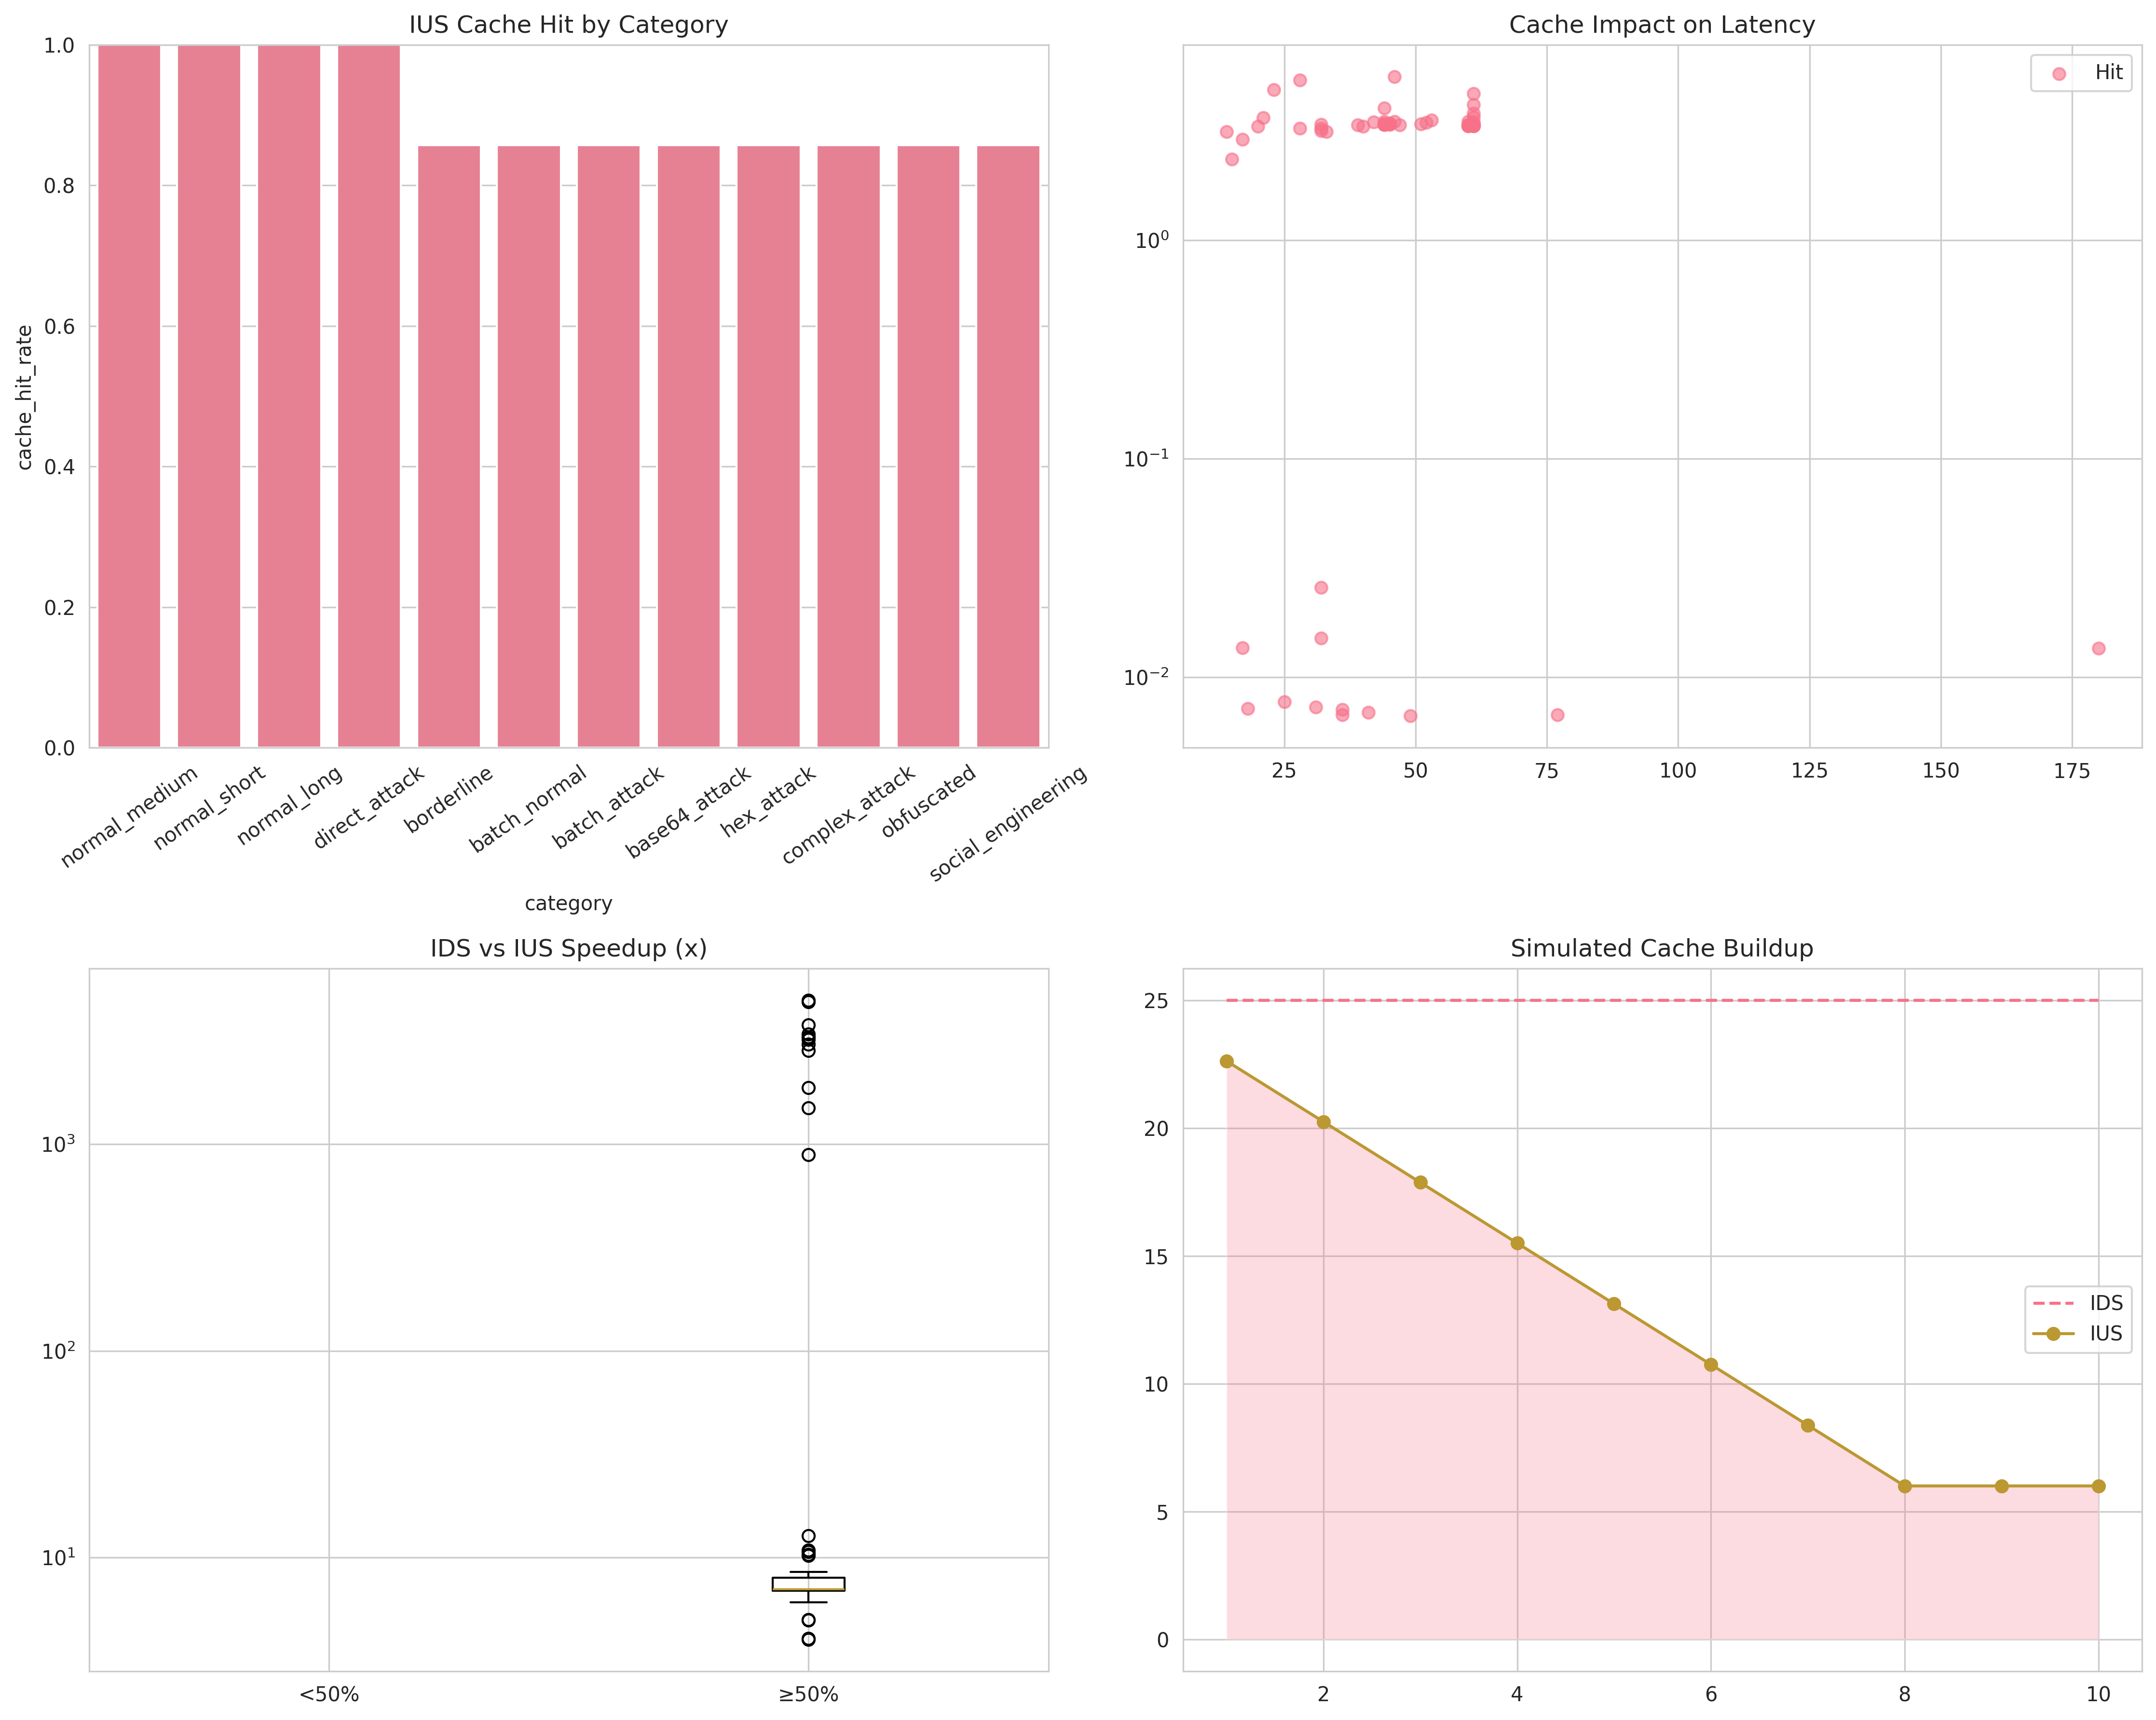 IUS Cache Hit by Category
1.0
0.8
0.6
0.4
0.2
0.0
cache_hit_rate
normal_medium
normal_short
normal_long
direct_attack
borderline
batch_normal
batch_attack
base64_attack
hex_attack
complex_attack
obfuscated
social_engineering
category
Cache Impact on Latency
Hit
10⁰
10⁻¹
10⁻²
25 50 75 100 125 150 175
IDS vs IUS Speedup (x)
10³
10²
10¹
<50% ≥50%
Simulated Cache Buildup
25
20
15
10
5
0
IDS
IUS
2 4 6 8 10